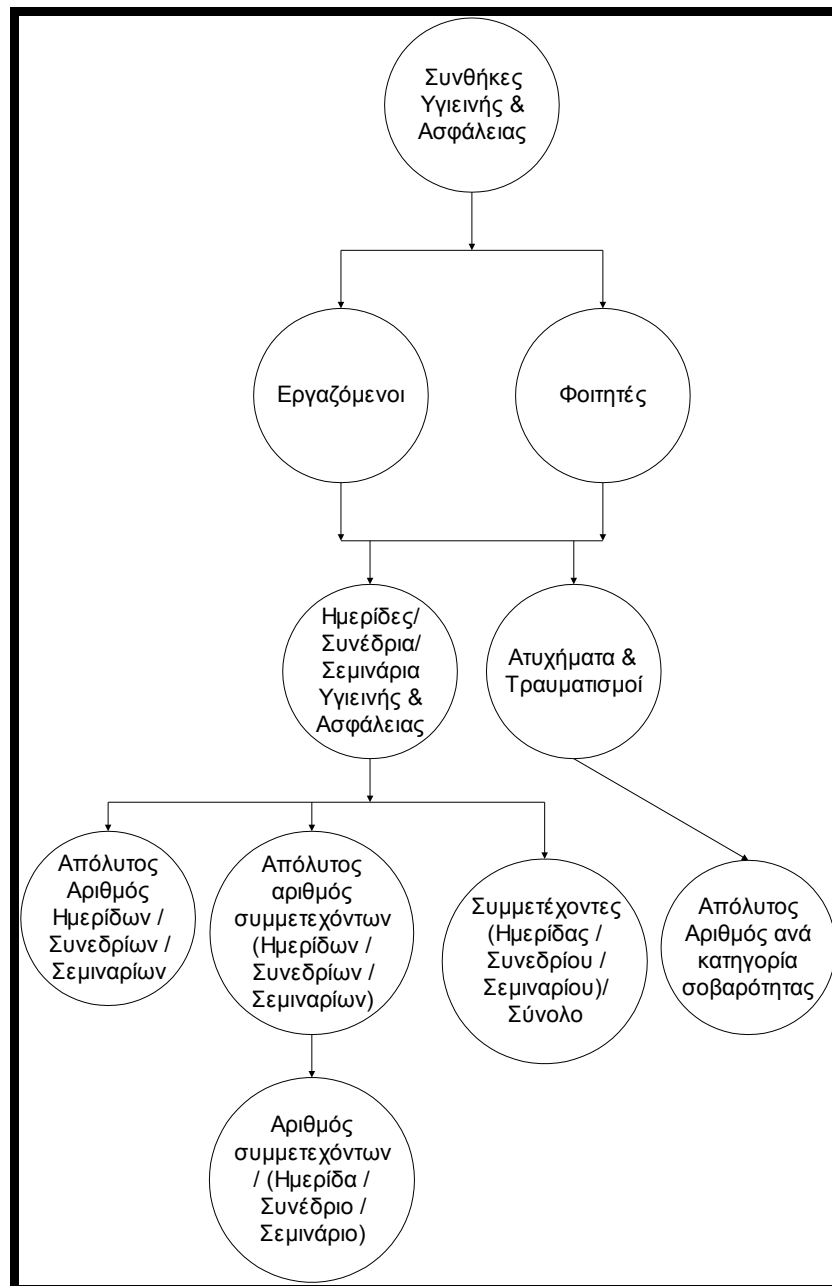 Συνθήκες
Υγιεινής &
Ασφάλειας
Εργαζόμενοι
Φοιτητές
Ημερίδες/
Συνέδρια/
Σεμινάρια
Υγιεινής &
Ασφάλειας
Ατυχήματα &
Τραυματισμοί
Απόλυτος
Αριθμός
Ημερίδων /
Συνεδρίων /
Σεμιναρίων
Απόλυτος
αριθμός
συμμετεχόντων
(Ημερίδων /
Συνεδρίων /
Σεμιναρίων)
Συμμετέχοντες
(Ημερίδας /
Συνεδρίου /
Σεμιναρίου)/
Σύνολο
Απόλυτος
Αριθμός ανά
κατηγορία
σοβαρότητας
Αριθμός
συμμετεχόντων
/ (Ημερίδα /
Συνέδριο /
Σεμινάριο)